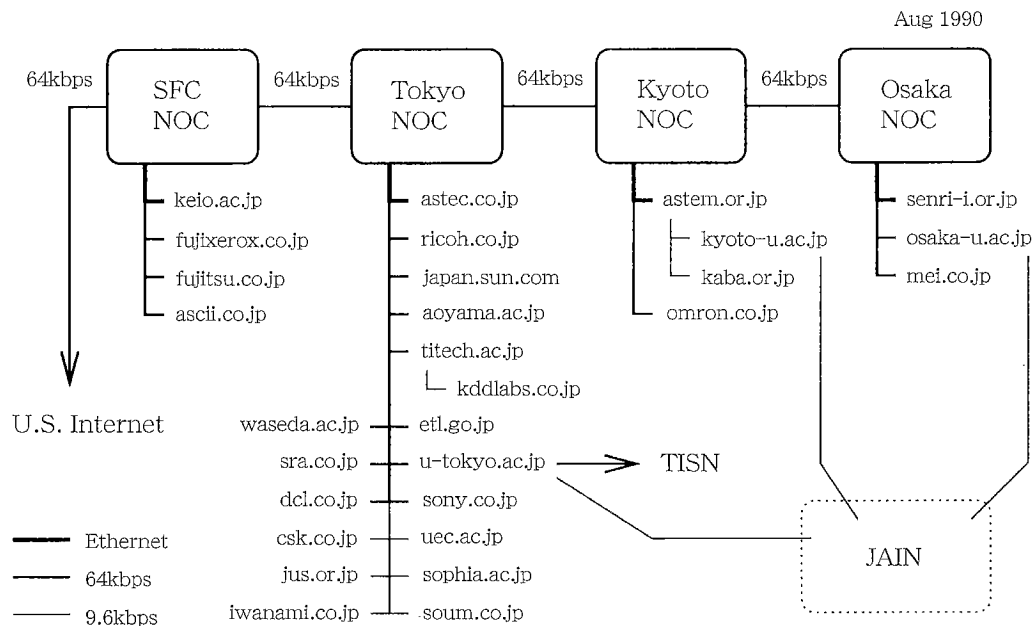 Aug 1990
64kbps
SFC
NOC
64kbps
Tokyo
NOC
64kbps
Kyoto
NOC
64kbps
Osaka
NOC
keio.ac.jp
fujixerox.co.jp
fujitsu.co.jp
ascii.co.jp
astec.co.jp
ricoh.co.jp
japan.sun.com
aoyama.ac.jp
titech.ac.jp
kddlabs.co.jp
waseda.ac.jp
etl.go.jp
sra.co.jp
u-tokyo.ac.jp
dcl.co.jp
sony.co.jp
csk.co.jp
uec.ac.jp
jus.or.jp
sophia.ac.jp
iwanami.co.jp
soum.co.jp
astem.or.jp
kyoto-u.ac.jp
kaba.or.jp
omron.co.jp
senri-i.or.jp
osaka-u.ac.jp
mei.co.jp
U.S. Internet
TISN
JAIN
Ethernet
64kbps
9.6kbps